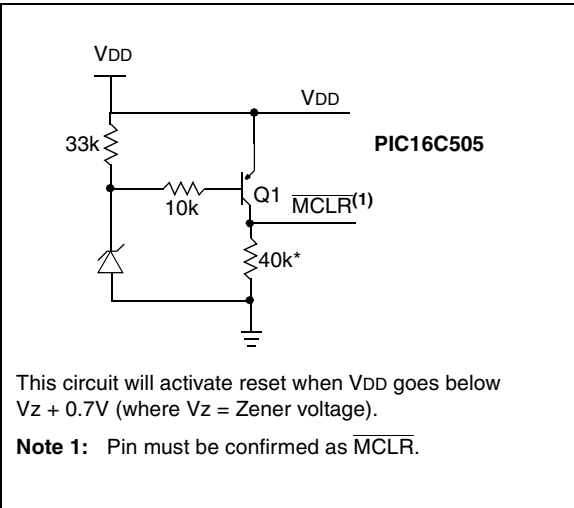 VDD
VDD
33k
PIC16C505
Q1
MCLR(1)
10k
40k*
This circuit will activate reset when VDD goes below
Vz + 0.7V (where Vz = Zener voltage).
Note 1: Pin must be confirmed as MCLR.